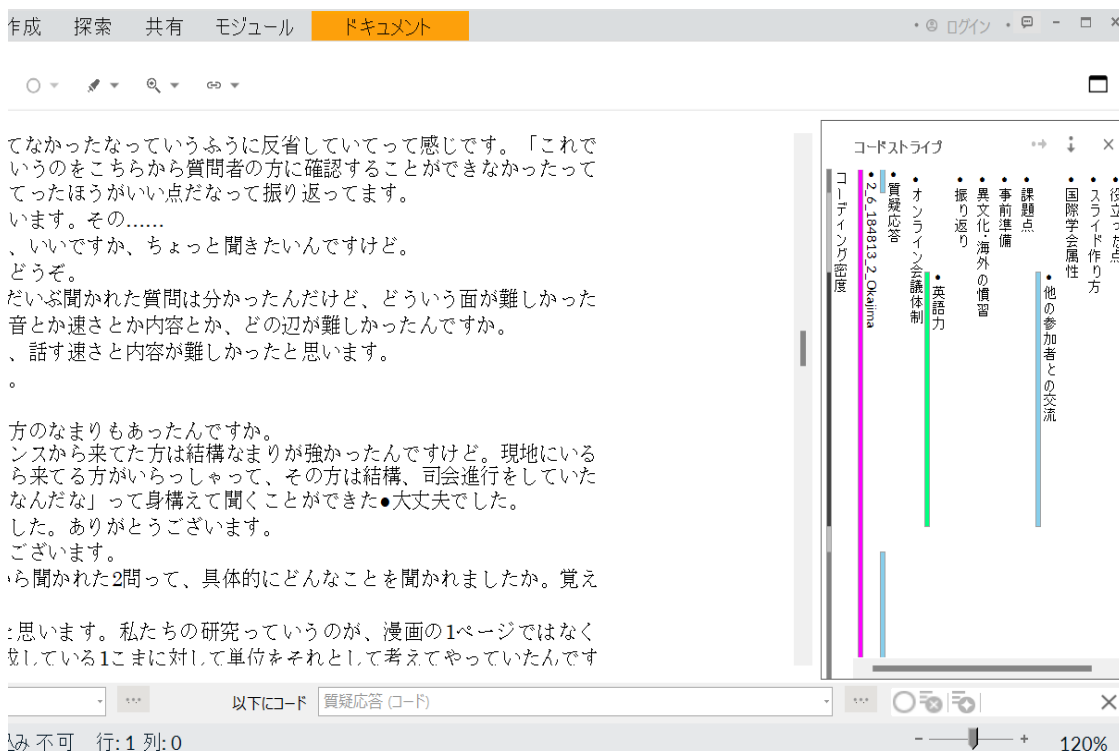 作成 探索 共有 モジュール ドキュメント ログイン
てなかったなっていうふうに反省していてって感じです。「これで
いうのをこちらから質問者の方に確認することができなかったって
てったほうがいい点だなって振り返ってます。
います。その……
、いいですか、ちょっと聞きたいんですけど。
どうぞ。
だいぶ聞かれた質問は分かったんだけど、どういう面が難しかった
音とか速さとか内容とか、どの辺が難しかったんですか。
、話す速さと内容が難しかったと思います。
。
方のなまりもあったんですか。
ンスから来てた方は結構なまりが強かったんですけど。現地にいる
ら来てる方がいらっしゃって、その方は結構、司会進行をしていた
なんだな」って身構えて聞くことができた●大丈夫でした。
した。ありがとうございます。
ございます。
ら聞かれた2問って、具体的にどんなことを聞かれましたか。覚え
と思います。私たちの研究っていうのが、漫画の1ページではなく
成している1こまに対して単位をそれとして考えてやっていたんです
コードストライプ
コーディング密度
2_6_184813_2_Okajima
質疑応答
オンライン会議体制
英語力
振り返り
異文化・海外の慣習
事前準備
課題点
他の参加者との交流
国際学会属性
スライド作り方
役立った点
以下にコード 質疑応答 (コード)
込み不可 行: 1 列: 0
120%